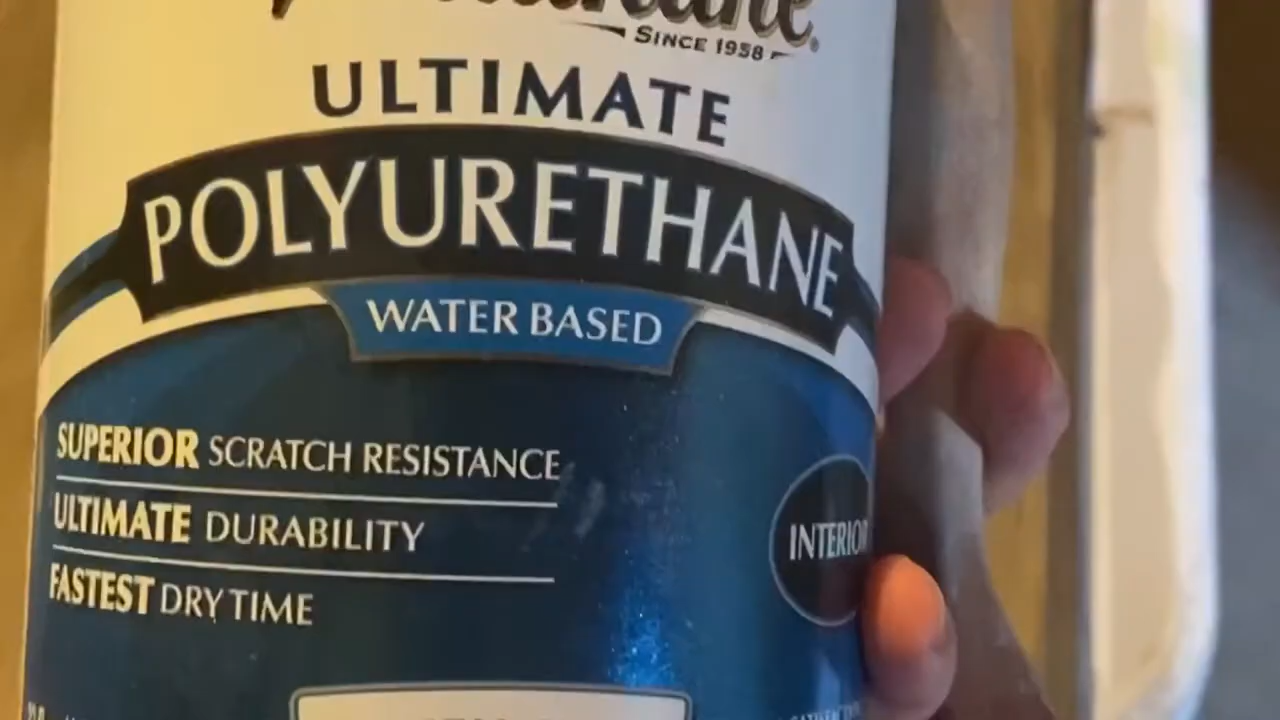 SINCE 1958
ULTIMATE
POLYURETHANE
WATER BASED
SUPERIOR SCRATCH RESISTANCE
ULTIMATE DURABILITY
FASTEST DRY TIME
INTERIOR